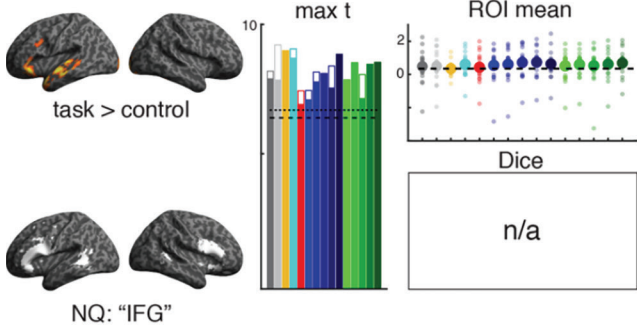 max t
ROI mean
10
2
0
task > control
Dice
n/a
NQ: "IFG"